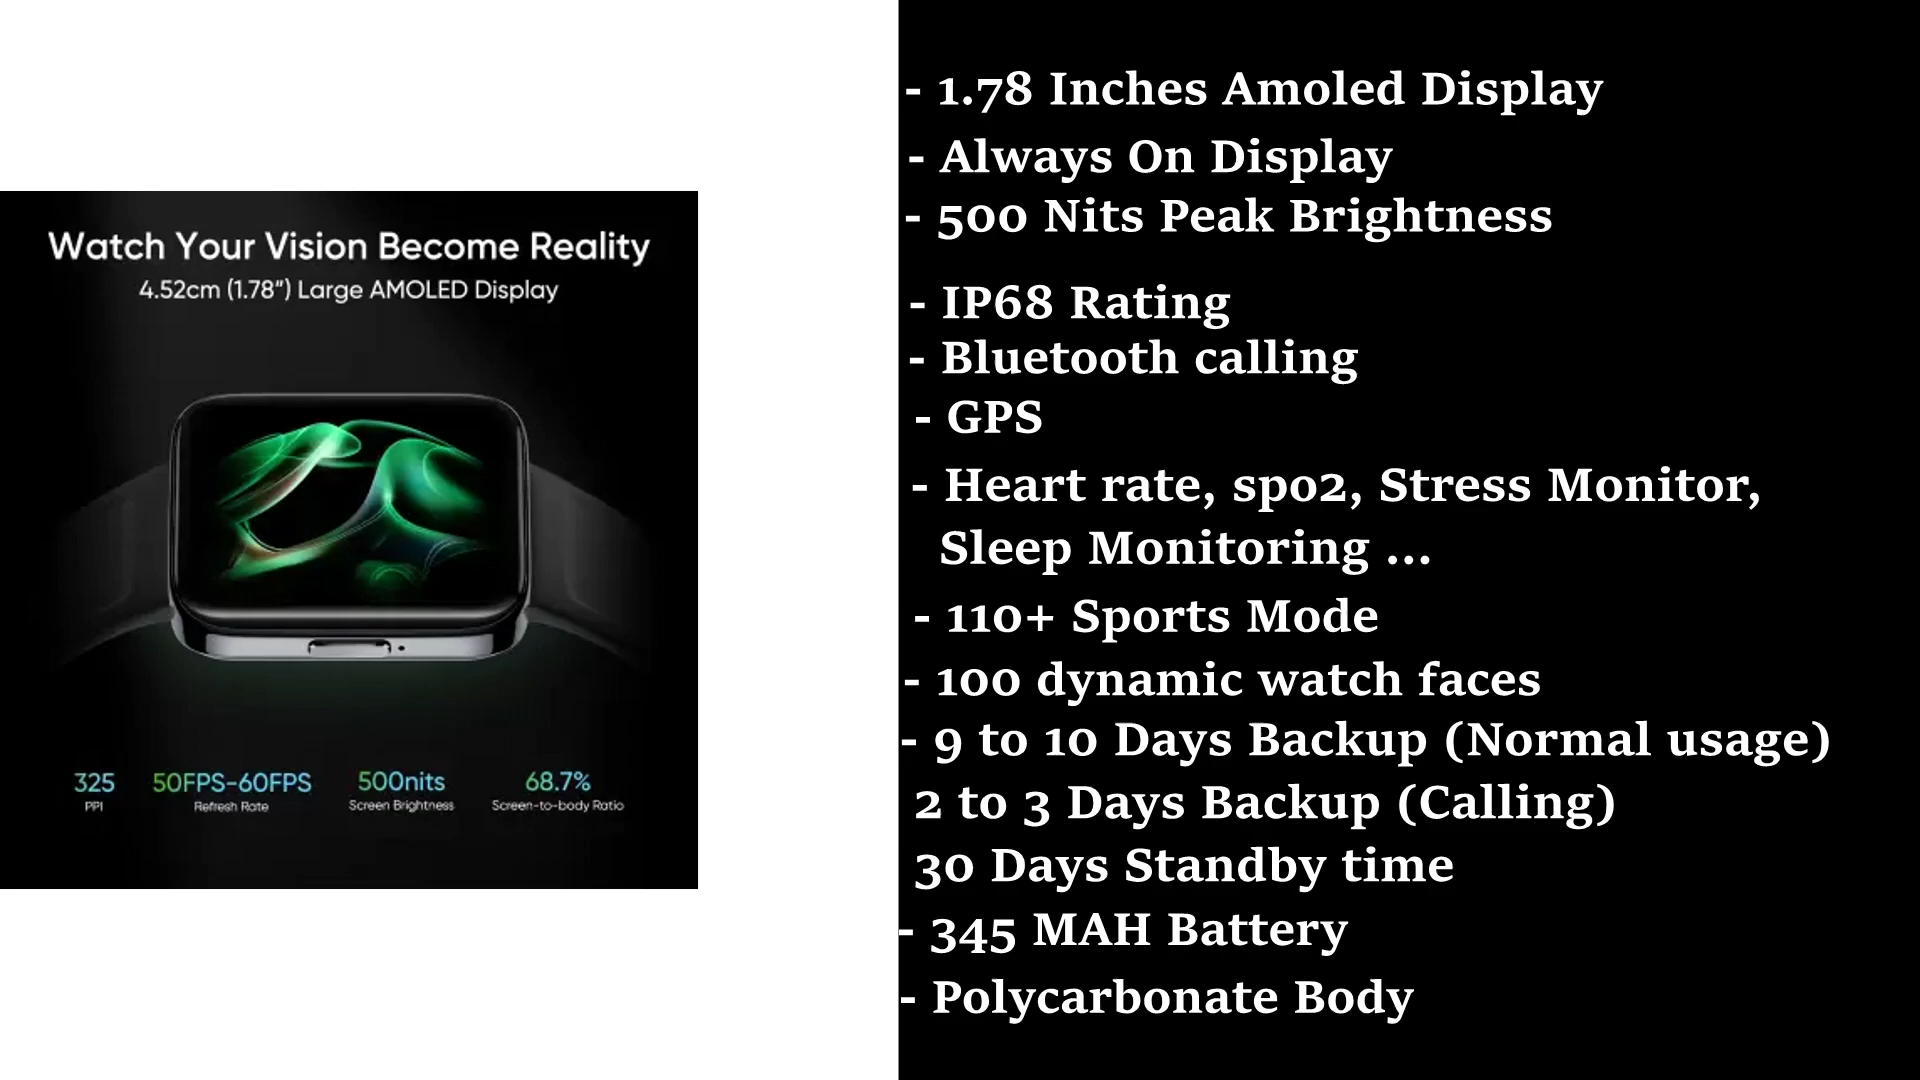 Watch Your Vision Become Reality
4.52cm (1.78") Large AMOLED Display
325
PPI
50FPS-60FPS
Refresh Rate
500nits
Screen Brightness
68.7%
Screen-to-body Ratio
- 1.78 Inches Amoled Display
- Always On Display
- 500 Nits Peak Brightness
- IP68 Rating
- Bluetooth calling
- GPS
- Heart rate, spo2, Stress Monitor,
Sleep Monitoring ...
- 110+ Sports Mode
- 100 dynamic watch faces
- 9 to 10 Days Backup (Normal usage)
2 to 3 Days Backup (Calling)
30 Days Standby time
- 345 MAH Battery
- Polycarbonate Body